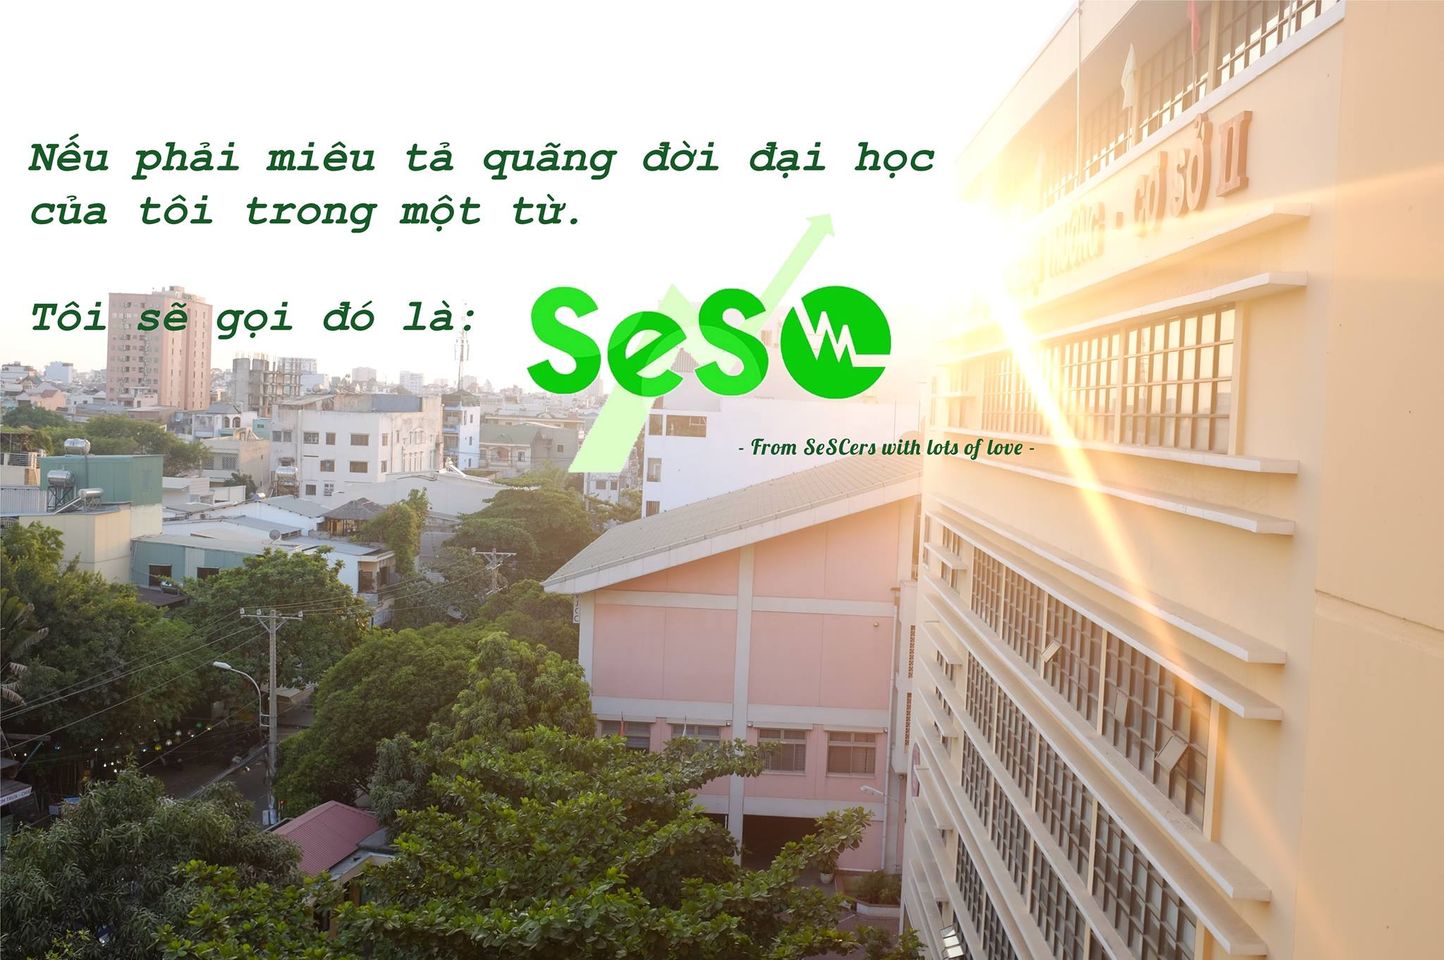 Nếu phải miêu tả quãng đời đại học
của tôi trong một từ.
Tôi sẽ gọi đó là:
SeSC
- From SeSCers with lots of love -
THƯƠNG - CƠ SỞ II